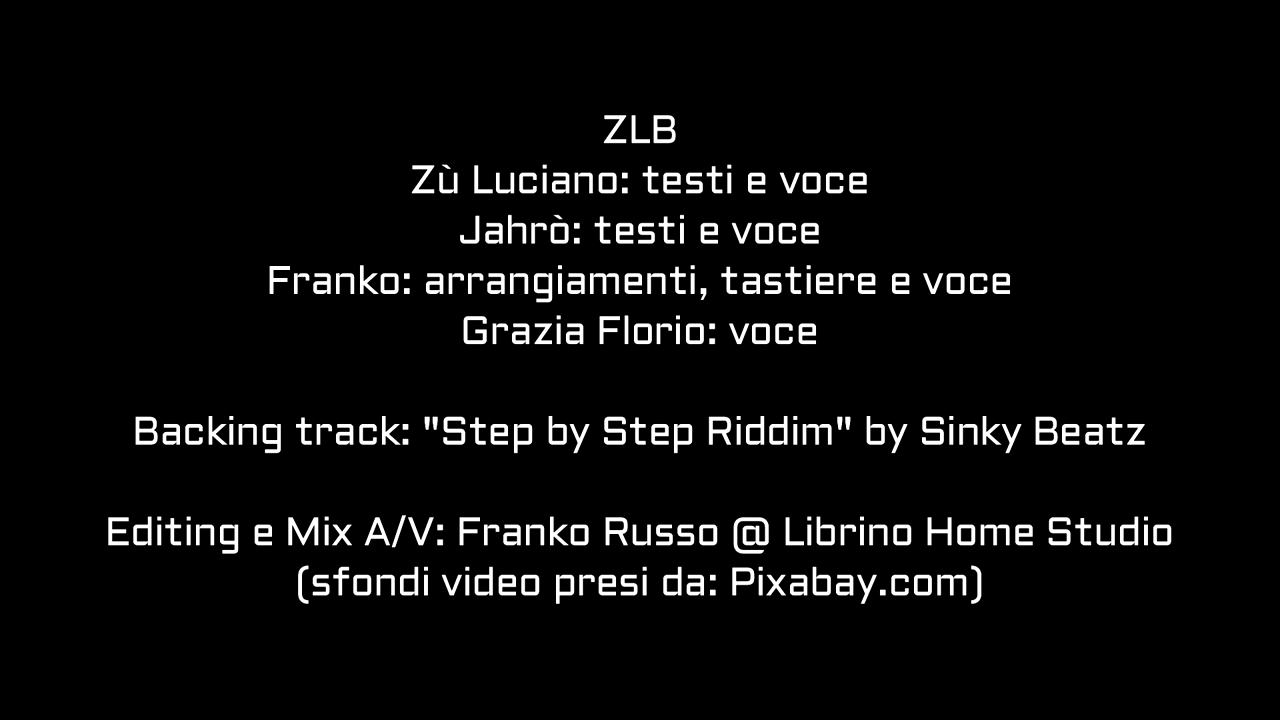 ZLB
Zù Luciano: testi e voce
Jahrò: testi e voce
Franko: arrangiamenti, tastiere e voce
Grazia Florio: voce
Backing track: "Step by Step Riddim" by Sinky Beatz
Editing e Mix A/V: Franko Russo @ Librino Home Studio
(sfondi video presi da: Pixabay.com)